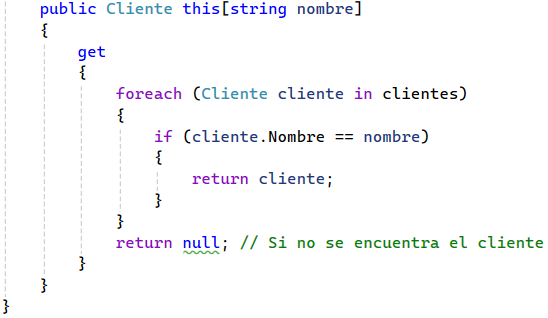 public Cliente this[string nombre]
{
get
{
foreach (Cliente cliente in clientes)
{
if (cliente.Nombre == nombre)
{
return cliente;
}
}
return null; // Si no se encuentra el cliente
}
}
}